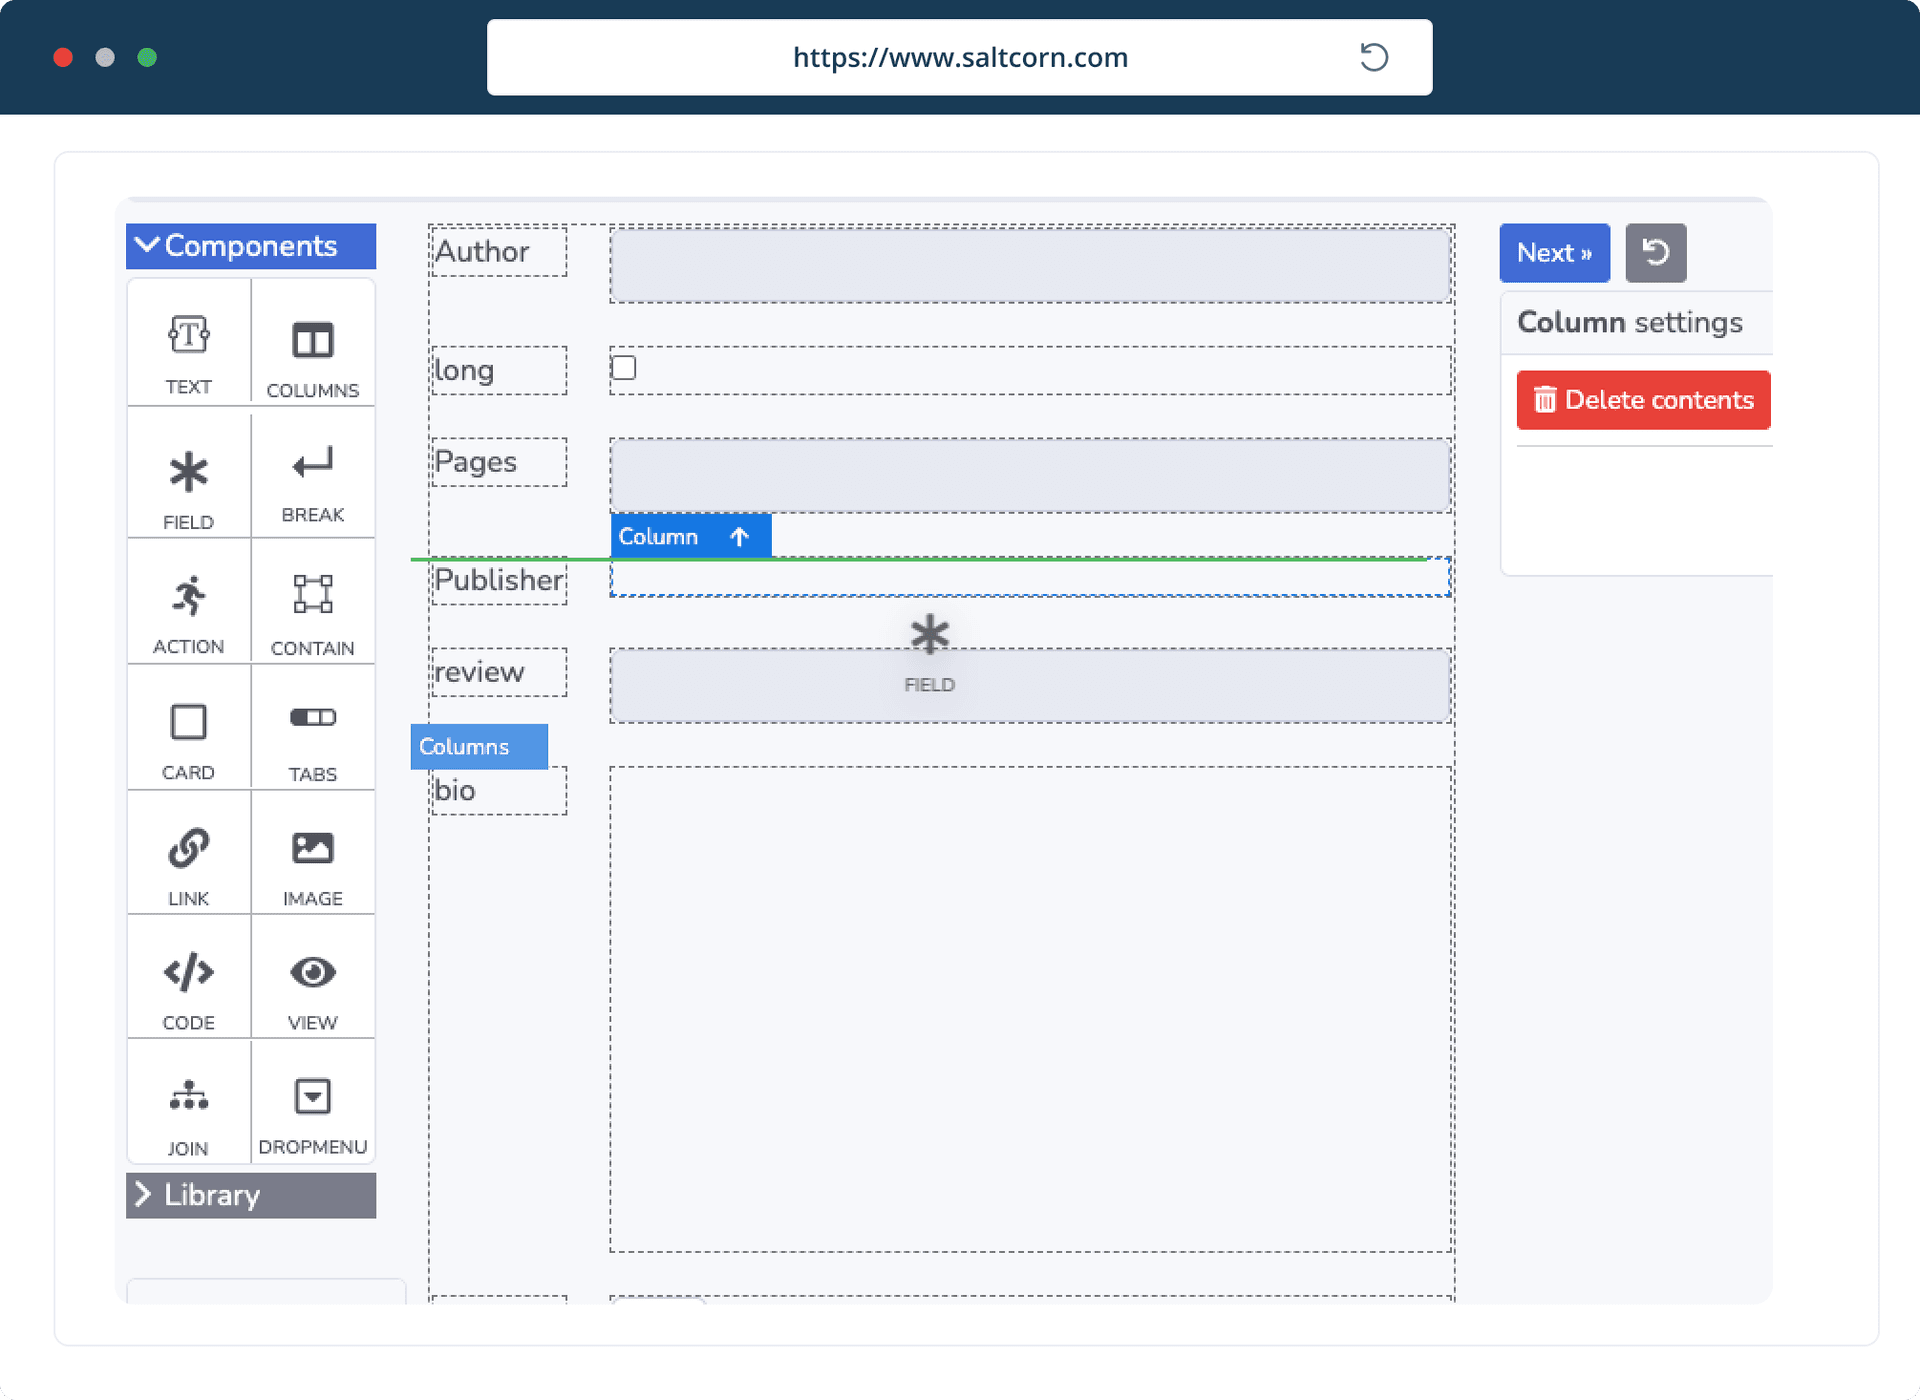 https://www.saltcorn.com
Components
TEXT
COLUMNS
FIELD
BREAK
ACTION
CONTAIN
CARD
TABS
LINK
IMAGE
CODE
VIEW
JOIN
DROPMENU
Library
Author
long
Pages
Column
Publisher
FIELD
review
Columns
bio
Next »
Column settings
Delete contents